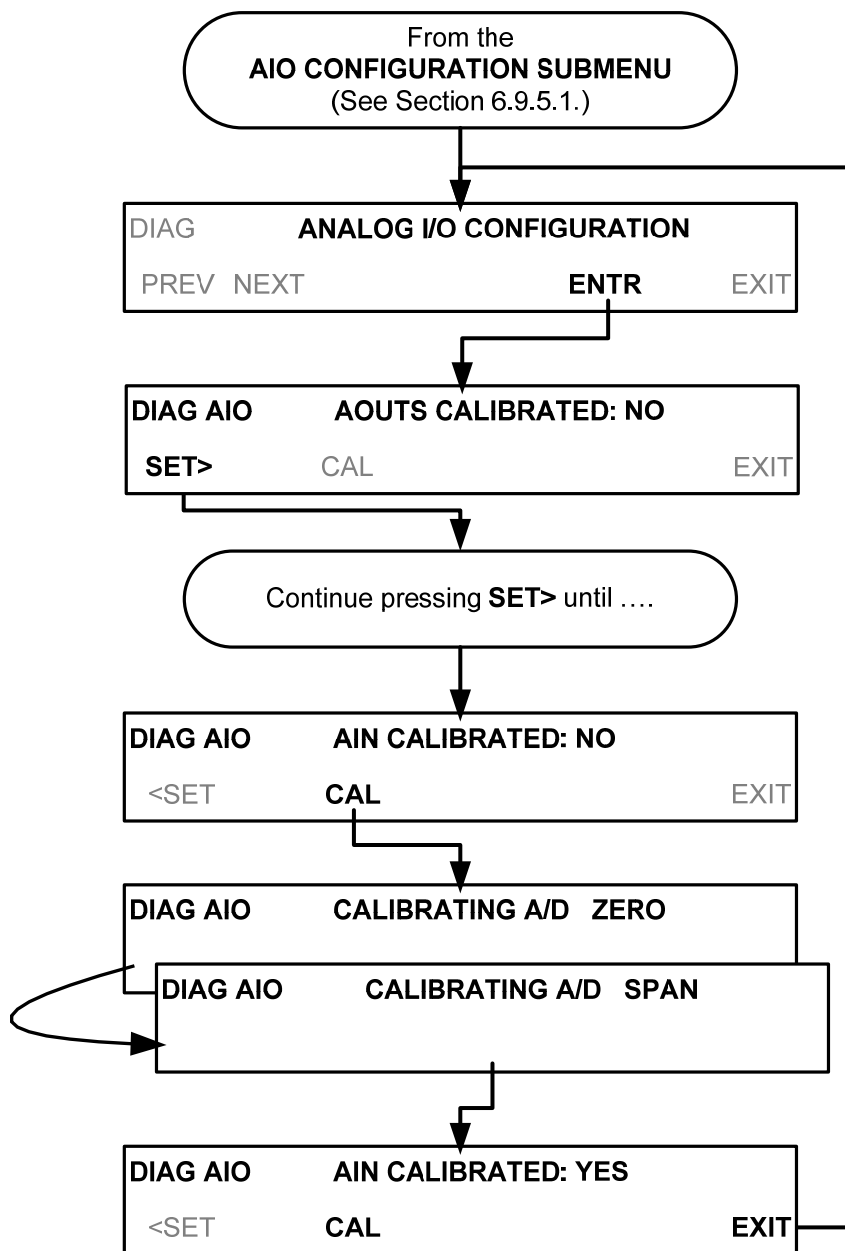 From the
AIO CONFIGURATION SUBMENU
(See Section 6.9.5.1.)
DIAG ANALOG I/O CONFIGURATION
PREV NEXT ENTR EXIT
DIAG AIO AOUTS CALIBRATED: NO
SET> CAL EXIT
Continue pressing SET> until ....
DIAG AIO AIN CALIBRATED: NO
<SET CAL EXIT
DIAG AIO CALIBRATING A/D ZERO
DIAG AIO CALIBRATING A/D SPAN
DIAG AIO AIN CALIBRATED: YES
<SET CAL EXIT